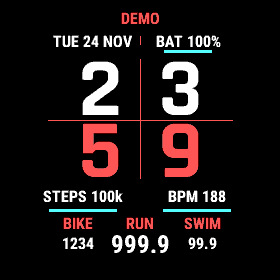 DEMO
TUE 24 NOV BAT 100%
2 3
5 9
STEPS 100k BPM 188
BIKE RUN SWIM
1234 999.9 99.9